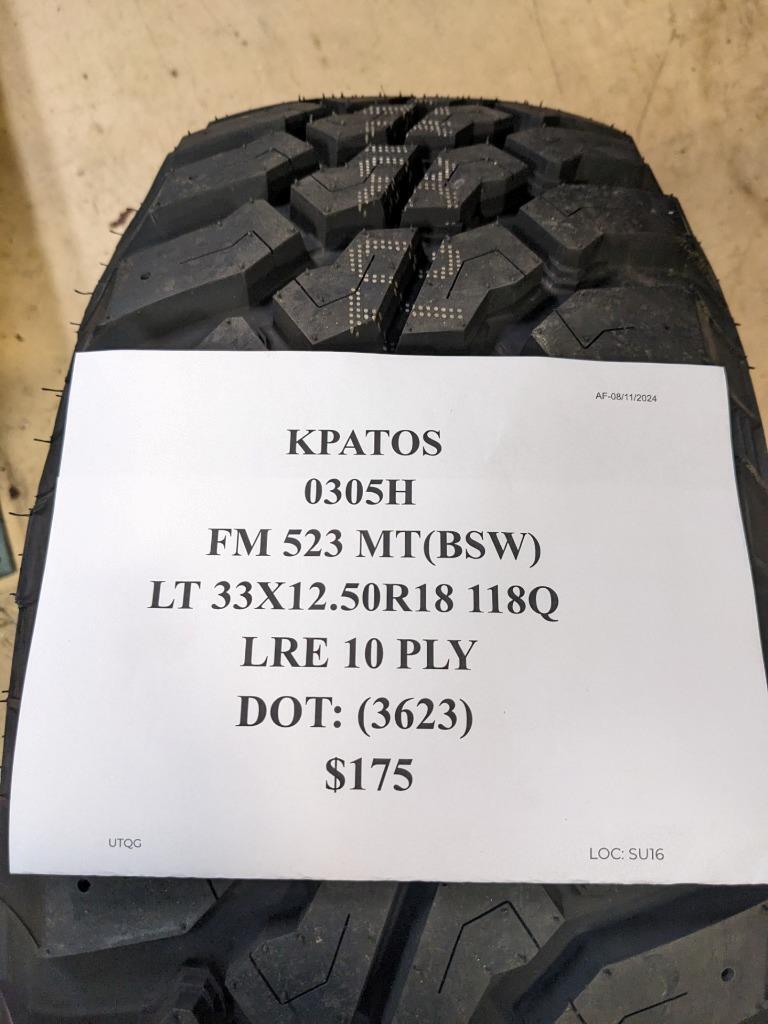 AF-08/11/2024
KPATOS
0305H
FM 523 MT(BSW)
LT 33X12.50R18 118Q
LRE 10 PLY
DOT: (3623)
$175
UTQG
LOC: SU16